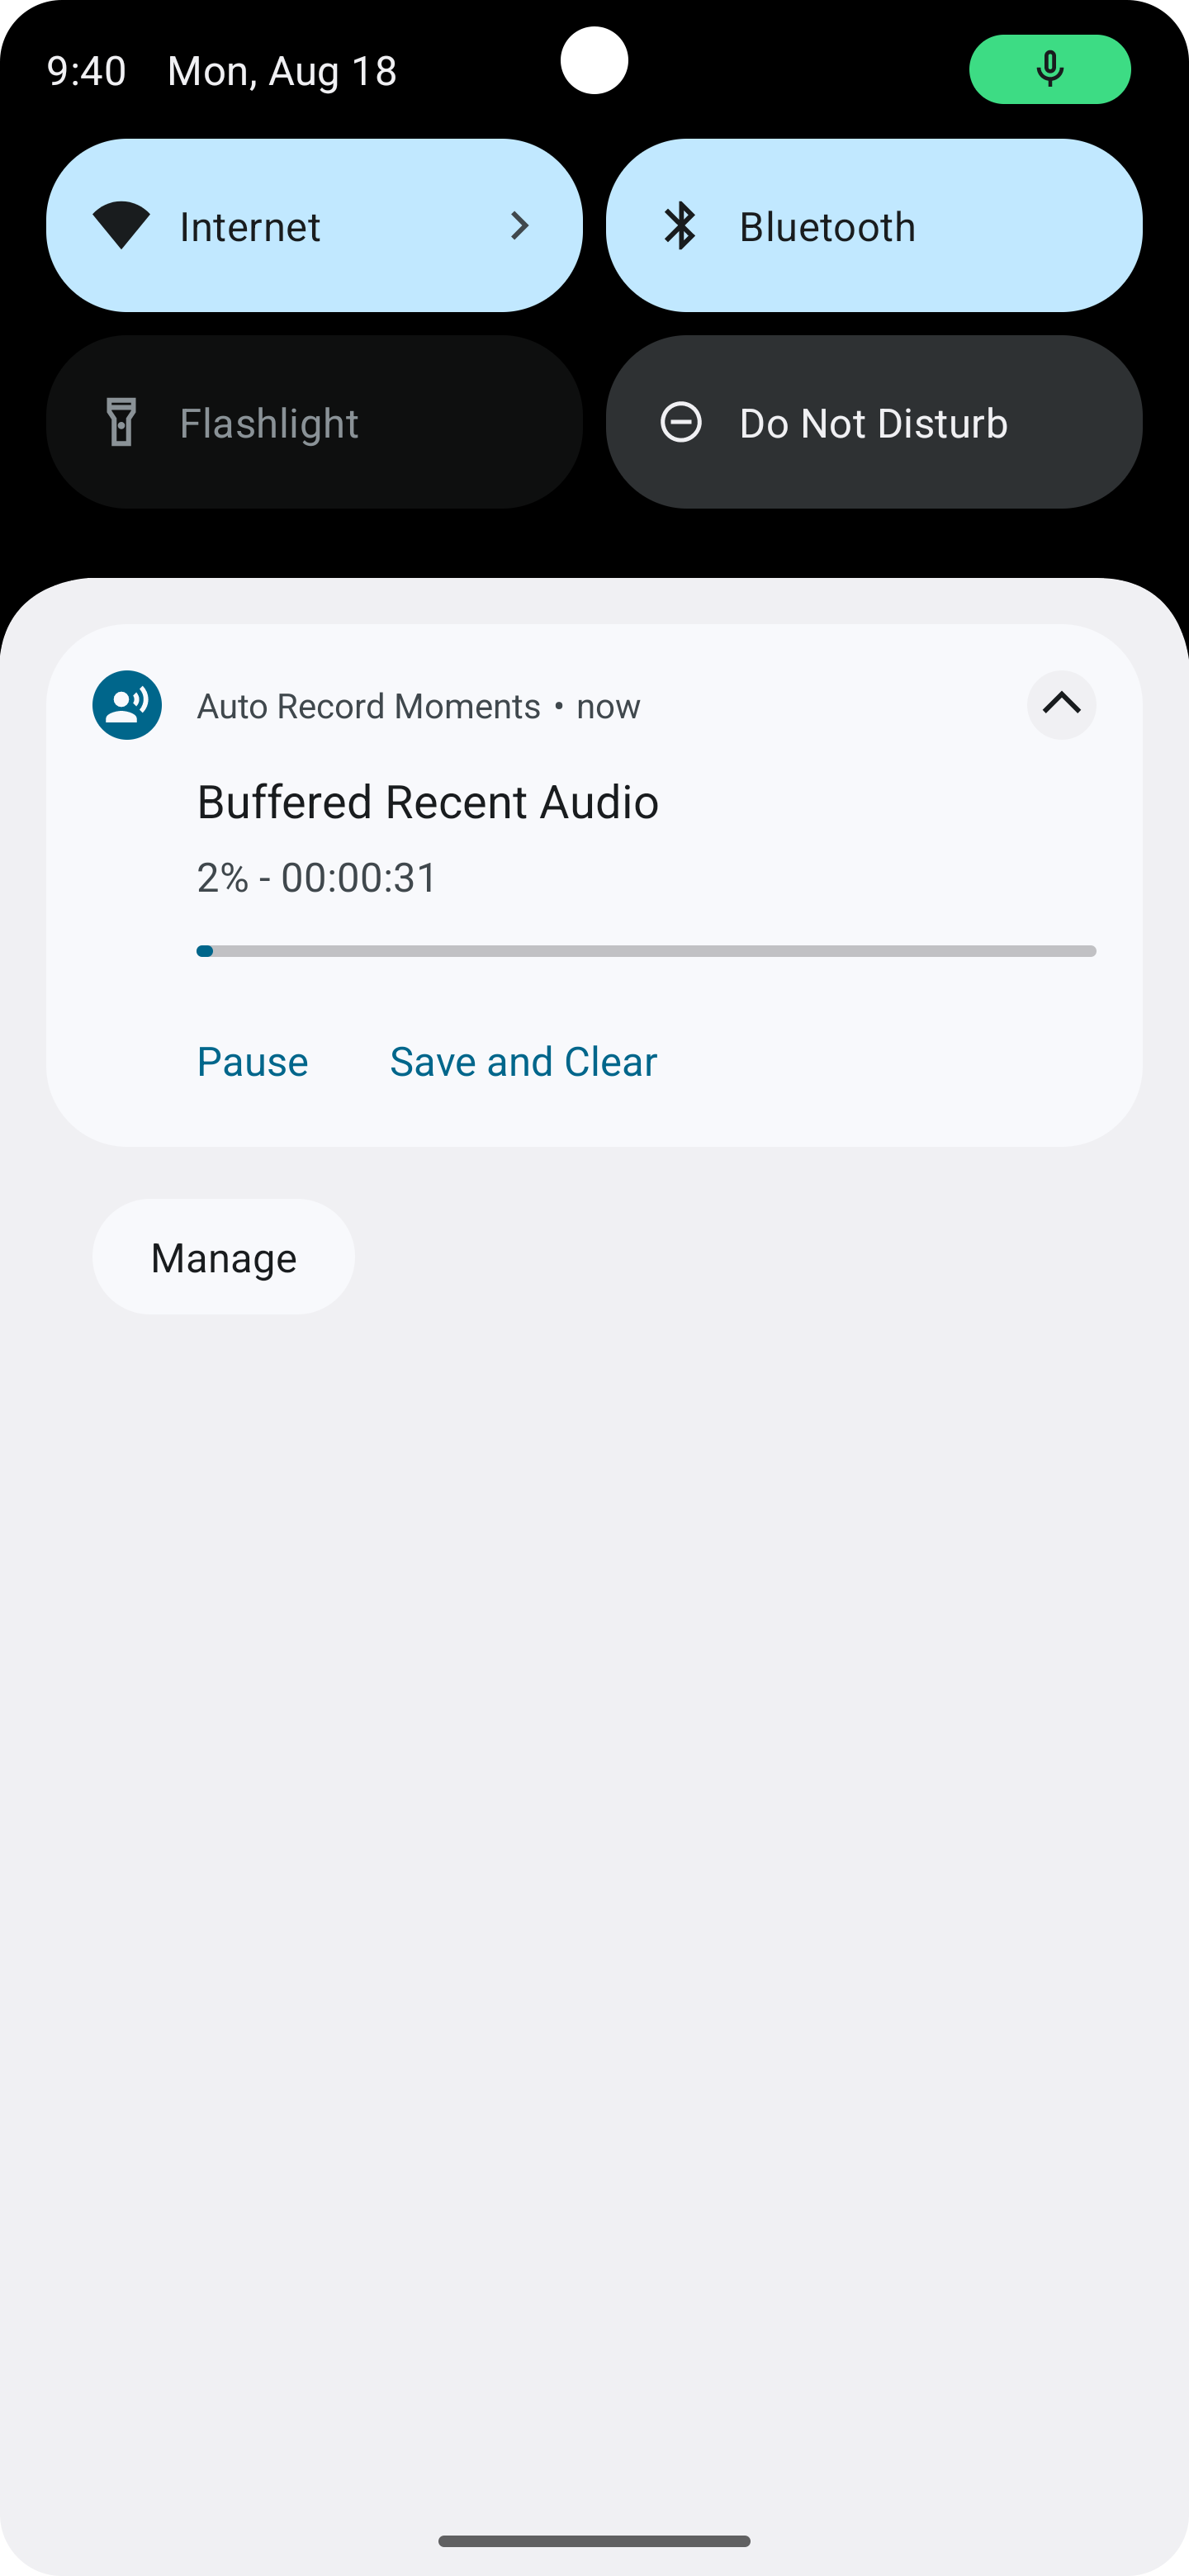 9:40 Mon, Aug 18
Internet
Bluetooth
Flashlight
Do Not Disturb
Auto Record Moments • now
Buffered Recent Audio
2% - 00:00:31
Pause
Save and Clear
Manage